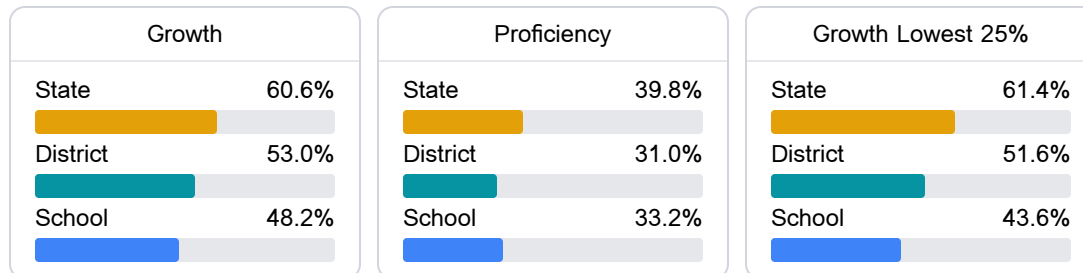 Growth
State 60.6%
District 53.0%
School 48.2%
Proficiency
State 39.8%
District 31.0%
School 33.2%
Growth Lowest 25%
State 61.4%
District 51.6%
School 43.6%